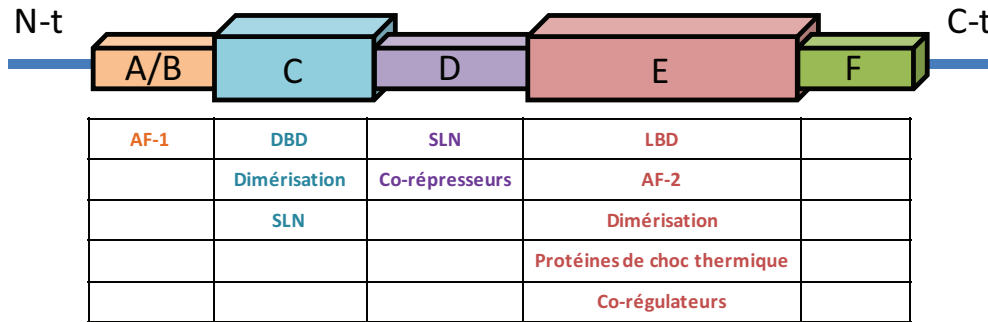 N-t C-t
A/B C D E F
AF-1 DBD SLN LBD
Dimérisation Co-répresseurs AF-2
SLN Dimérisation
Protéines de choc thermique
Co-régulateurs